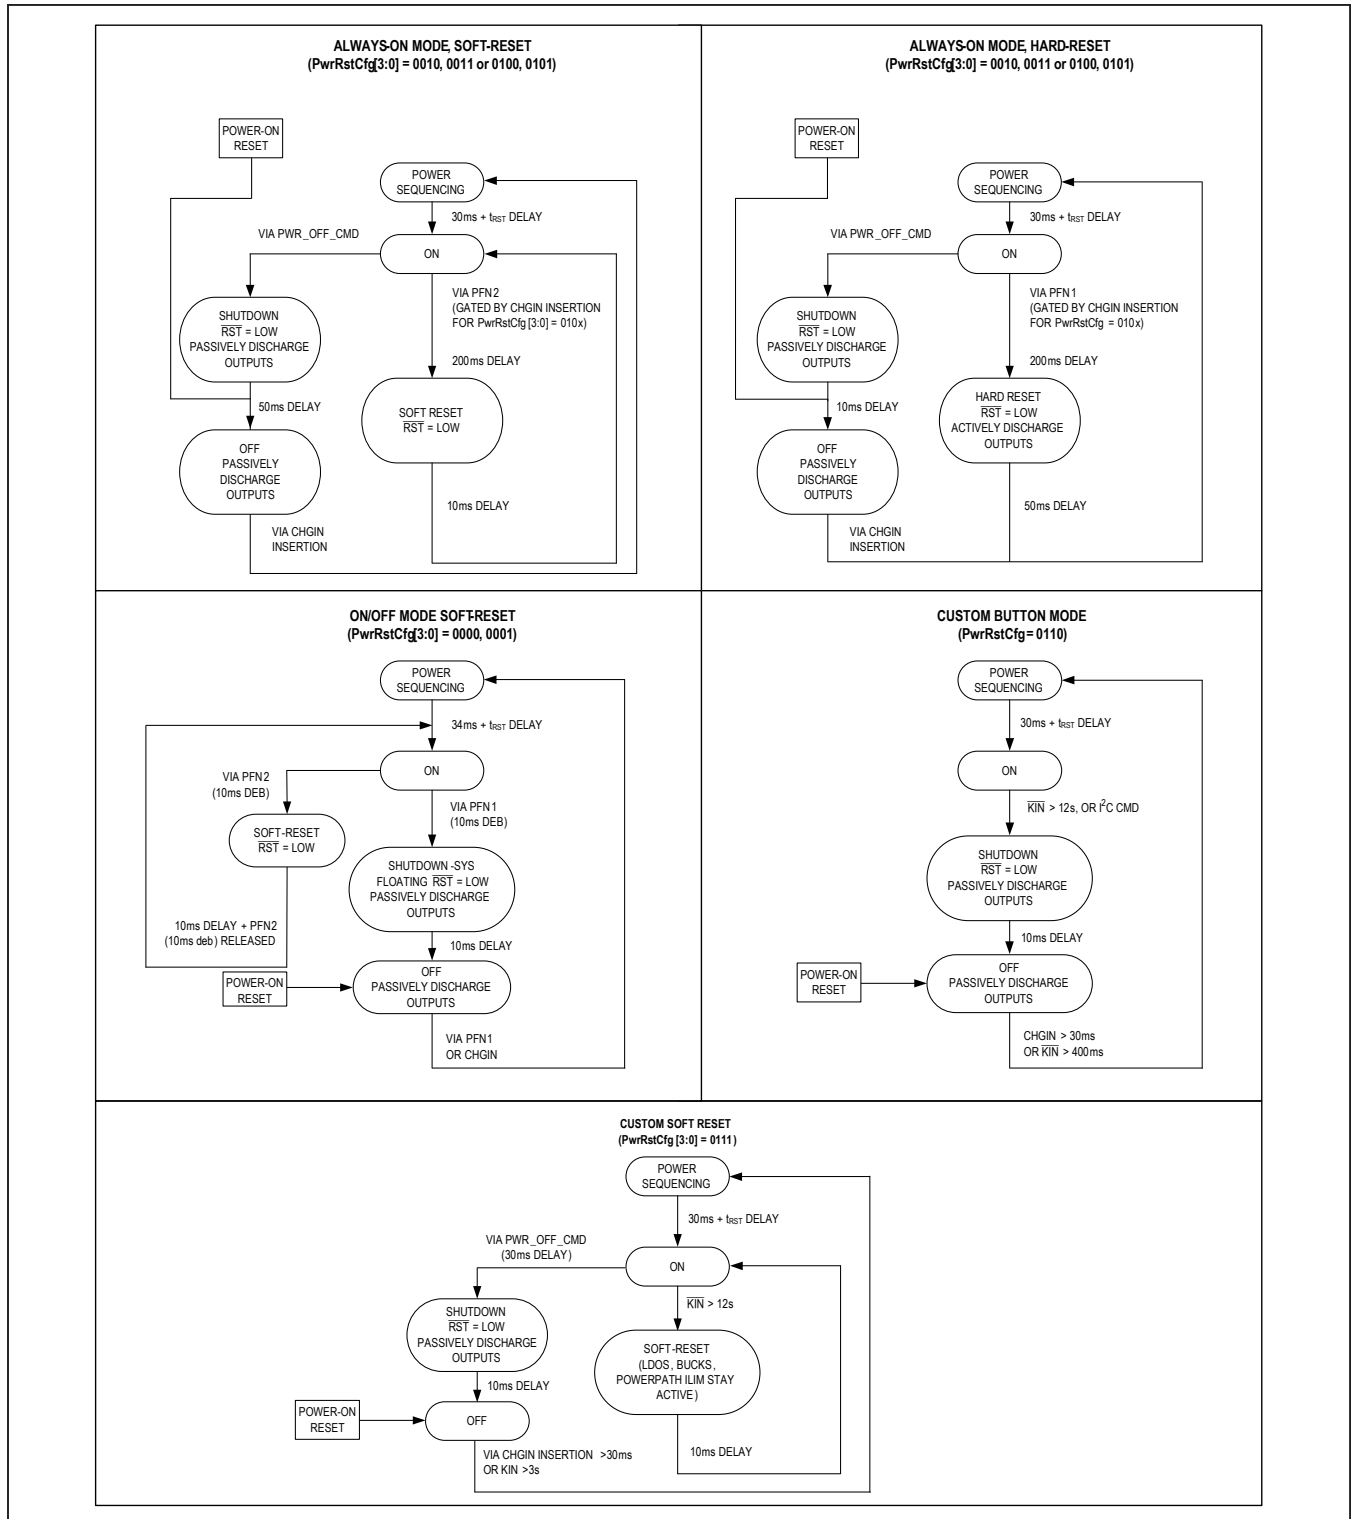 ALWAYS-ON MODE, SOFT-RESET
(PwrRstCfg[3:0] = 0010, 0011 or 0100, 0101)
POWER-ON
RESET
POWER
SEQUENCING
30ms + tRST DELAY
VIA PWR_OFF_CMD
ON
VIA PFN2
(GATED BY CHGIN INSERTION
FOR PwrRstCfg [3:0] = 010x)
SHUTDOWN
RST = LOW
PASSIVELY DISCHARGE
OUTPUTS
200ms DELAY
50ms DELAY
SOFT RESET
RST = LOW
OFF
PASSIVELY
DISCHARGE
OUTPUTS
10ms DELAY
VIA CHGIN
INSERTION
ALWAYS-ON MODE, HARD-RESET
(PwrRstCfg[3:0] = 0010, 0011 or 0100, 0101)
POWER-ON
RESET
POWER
SEQUENCING
30ms + tRST DELAY
VIA PWR_OFF_CMD
ON
VIA PFN1
(GATED BY CHGIN INSERTION
FOR PwrRstCfg = 010x)
SHUTDOWN
RST = LOW
PASSIVELY DISCHARGE
OUTPUTS
200ms DELAY
10ms DELAY
HARD RESET
RST = LOW
ACTIVELY DISCHARGE
OUTPUTS
OFF
PASSIVELY
DISCHARGE
OUTPUTS
50ms DELAY
VIA CHGIN
INSERTION
ON/OFF MODE SOFT-RESET
(PwrRstCfg[3:0] = 0000, 0001)
POWER
SEQUENCING
34ms + tRST DELAY
ON
VIA PFN2
(10ms DEB)
VIA PFN1
(10ms DEB)
SOFT-RESET
RST = LOW
SHUTDOWN -SYS
FLOATING RST = LOW
PASSIVELY DISCHARGE
OUTPUTS
10ms DELAY + PFN2
(10ms deb) RELEASED
10ms DELAY
POWER-ON
RESET
OFF
PASSIVELY DISCHARGE
OUTPUTS
VIA PFN1
OR CHGIN
CUSTOM BUTTON MODE
(PwrRstCfg = 0110)
POWER
SEQUENCING
30ms + tRST DELAY
ON
KIN > 12s, OR I2C CMD
SHUTDOWN
RST = LOW
PASSIVELY DISCHARGE
OUTPUTS
10ms DELAY
POWER-ON
RESET
OFF
PASSIVELY DISCHARGE
OUTPUTS
CHGIN > 30ms
OR KIN > 400ms
CUSTOM SOFT RESET
(PwrRstCfg [3:0] = 0111)
POWER
SEQUENCING
30ms + tRST DELAY
VIA PWR_OFF_CMD
(30ms DELAY)
ON
KIN > 12s
SHUTDOWN
RST = LOW
PASSIVELY DISCHARGE
OUTPUTS
SOFT-RESET
(LDOS, BUCKS,
POWERPATH ILIM STAY
ACTIVE)
10ms DELAY
POWER-ON
RESET
OFF
VIA CHGIN INSERTION >30ms
OR KIN >3s
10ms DELAY